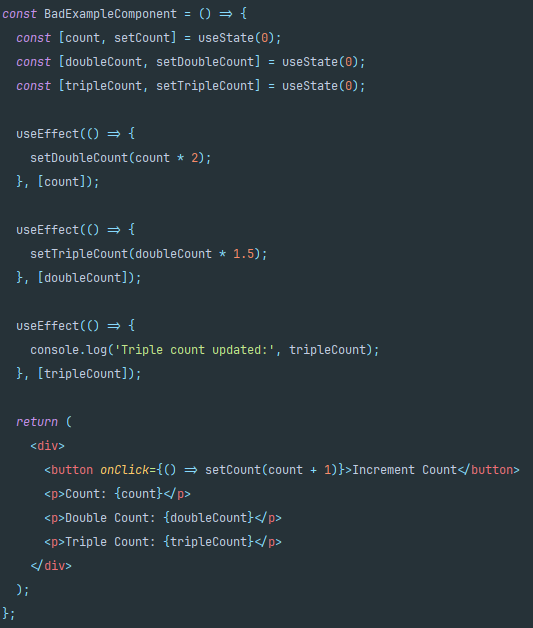 const BadExampleComponent = () => {
  const [count, setCount] = useState(0);
  const [doubleCount, setDoubleCount] = useState(0);
  const [tripleCount, setTripleCount] = useState(0);

  useEffect(() => {
    setDoubleCount(count * 2);
  }, [count]);

  useEffect(() => {
    setTripleCount(doubleCount * 1.5);
  }, [doubleCount]);

  useEffect(() => {
    console.log('Triple count updated:', tripleCount);
  }, [tripleCount]);

  return (
    <div>
      <button onClick={() => setCount(count + 1)}>Increment Count</button>
      <p>Count: {count}</p>
      <p>Double Count: {doubleCount}</p>
      <p>Triple Count: {tripleCount}</p>
    </div>
  );
};